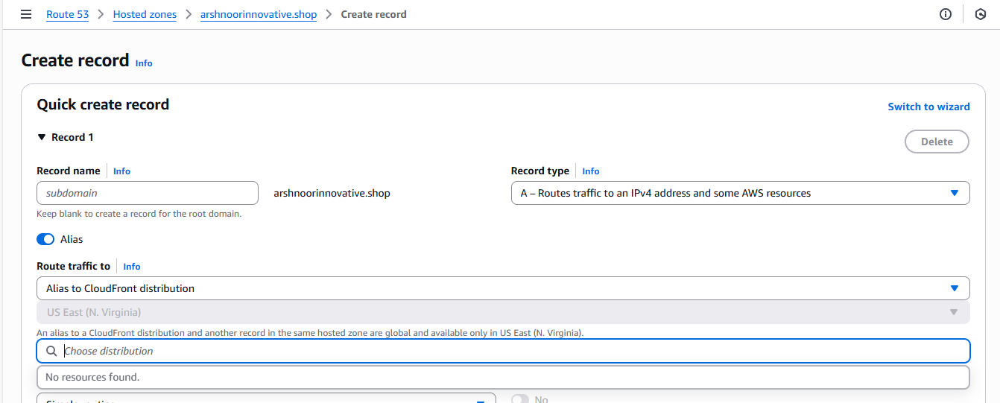 Route 53 > Hosted zones > arshnoorinnovative.shop > Create record
Create record Info
Quick create record
Switch to wizard
Record 1
Delete
Record name Info
Record type Info
subdomain
arshnoorinnovative.shop
A – Routes traffic to an IPv4 address and some AWS resources
Keep blank to create a record for the root domain.
Alias
Route traffic to Info
Alias to CloudFront distribution
US East (N. Virginia)
An alias to a CloudFront distribution and another record in the same hosted zone are global and available only in US East (N. Virginia).
Choose distribution
No resources found.
No